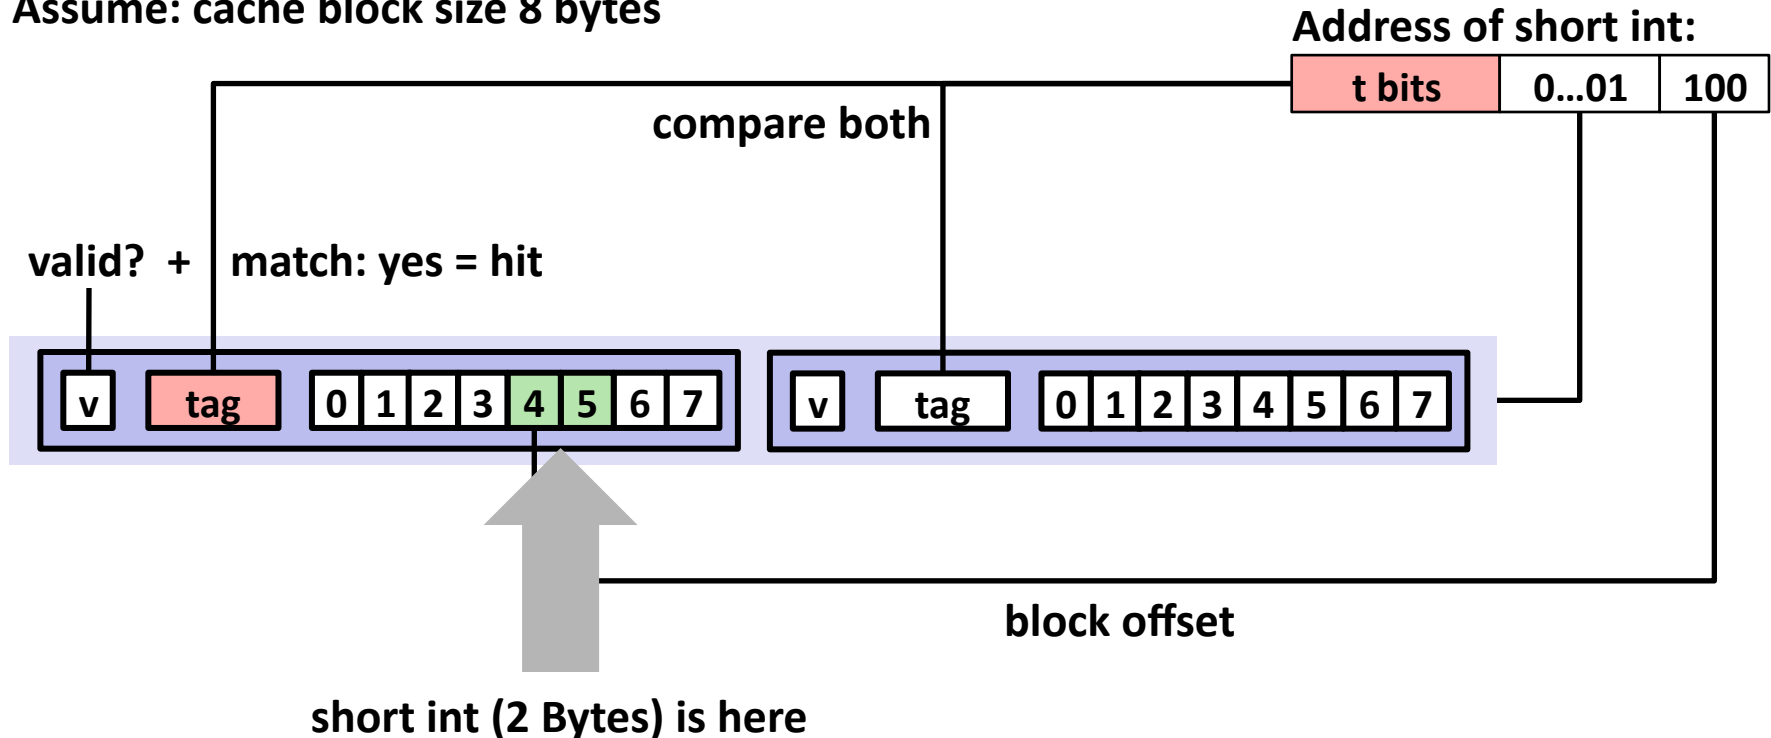 Assume: cache block size 8 bytes
Address of short int:
t bits 0...01 100
compare both
valid? + match: yes = hit
v tag 0 1 2 3 4 5 6 7 v tag 0 1 2 3 4 5 6 7
block offset
short int (2 Bytes) is here